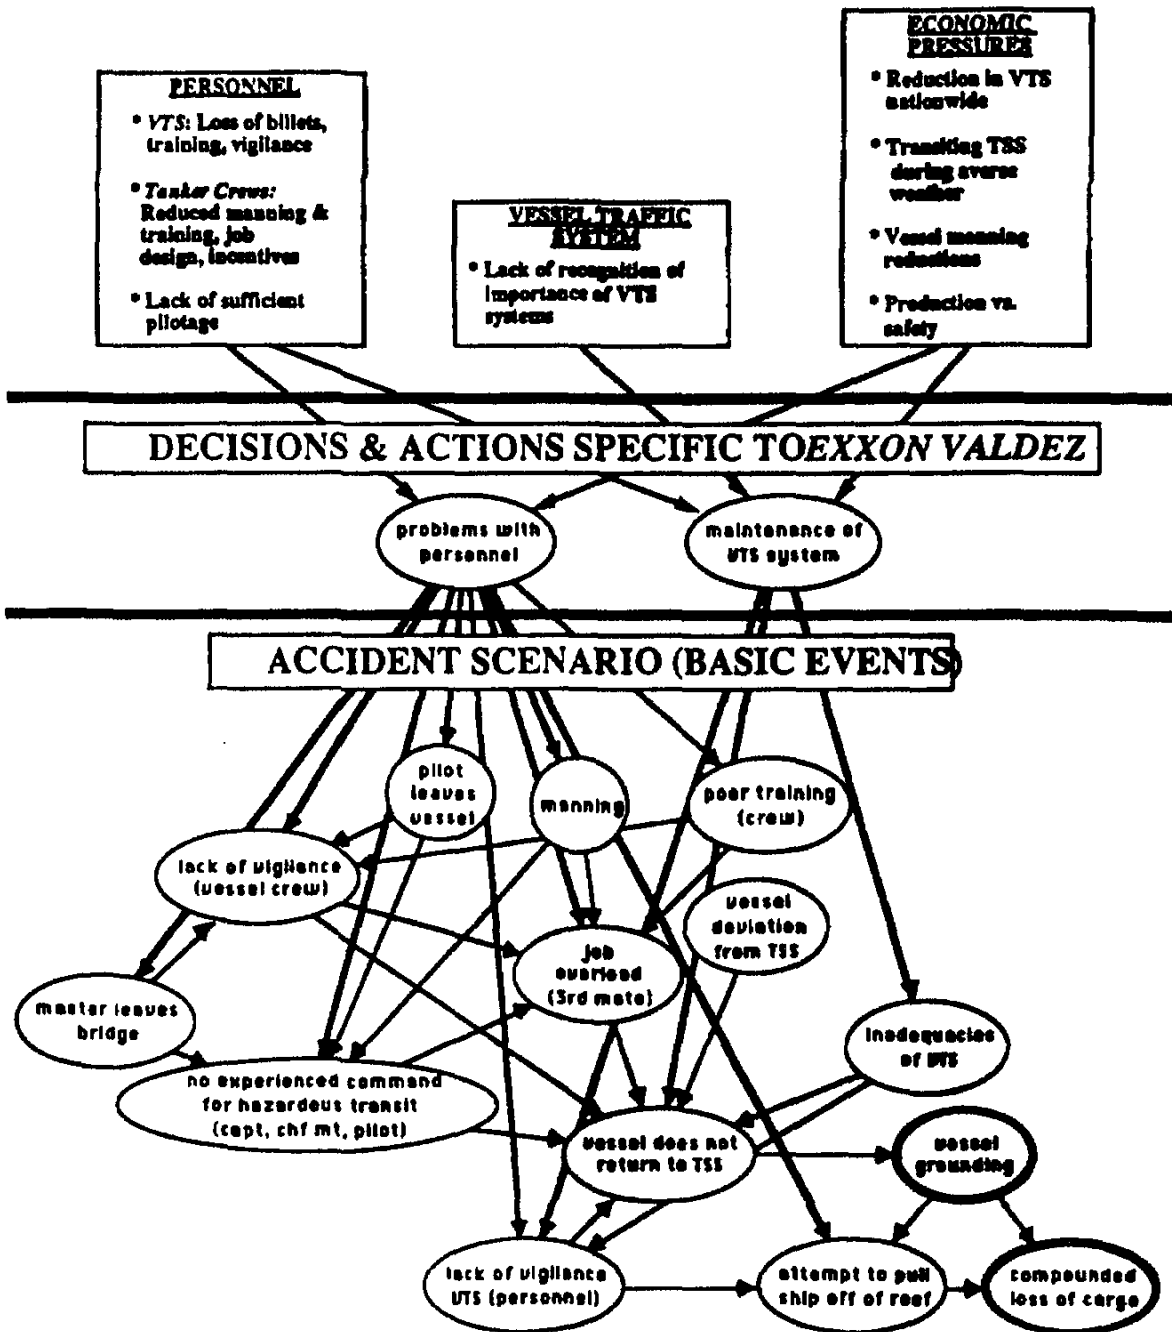 PERSONNEL
* VTS: Loss of billets,
training, vigilance
* Tanker Crews:
Reduced manning &
training, job
design, incentives
* Lack of sufficient
pilotage
VESSEL TRAFFIC
SYSTEM
* Lack of recognition of
importance of VTS
systems
ECONOMIC
PRESSURES
* Reduction in VTS
nationwide
* Transiting TSS
during averse
weather
* Vessel manning
reductions
* Production vs.
safety
DECISIONS & ACTIONS SPECIFIC TO EXXON VALDEZ
problems with
personnel
maintenance of
VTS system
ACCIDENT SCENARIO (BASIC EVENTS)
pilot
leaves
vessel
manning
poor training
(crew)
lack of vigilance
(vessel crew)
vessel
deviation
from TSS
job
overload
(3rd mate)
master leaves
bridge
inadequacies
of VTS
no experienced command
for hazardous transit
(capt, chf mt, pilot)
vessel does not
return to TSS
vessel
grounding
lack of vigilance
VTS (personnel)
attempt to pull
ship off of reef
compounded
loss of cargo